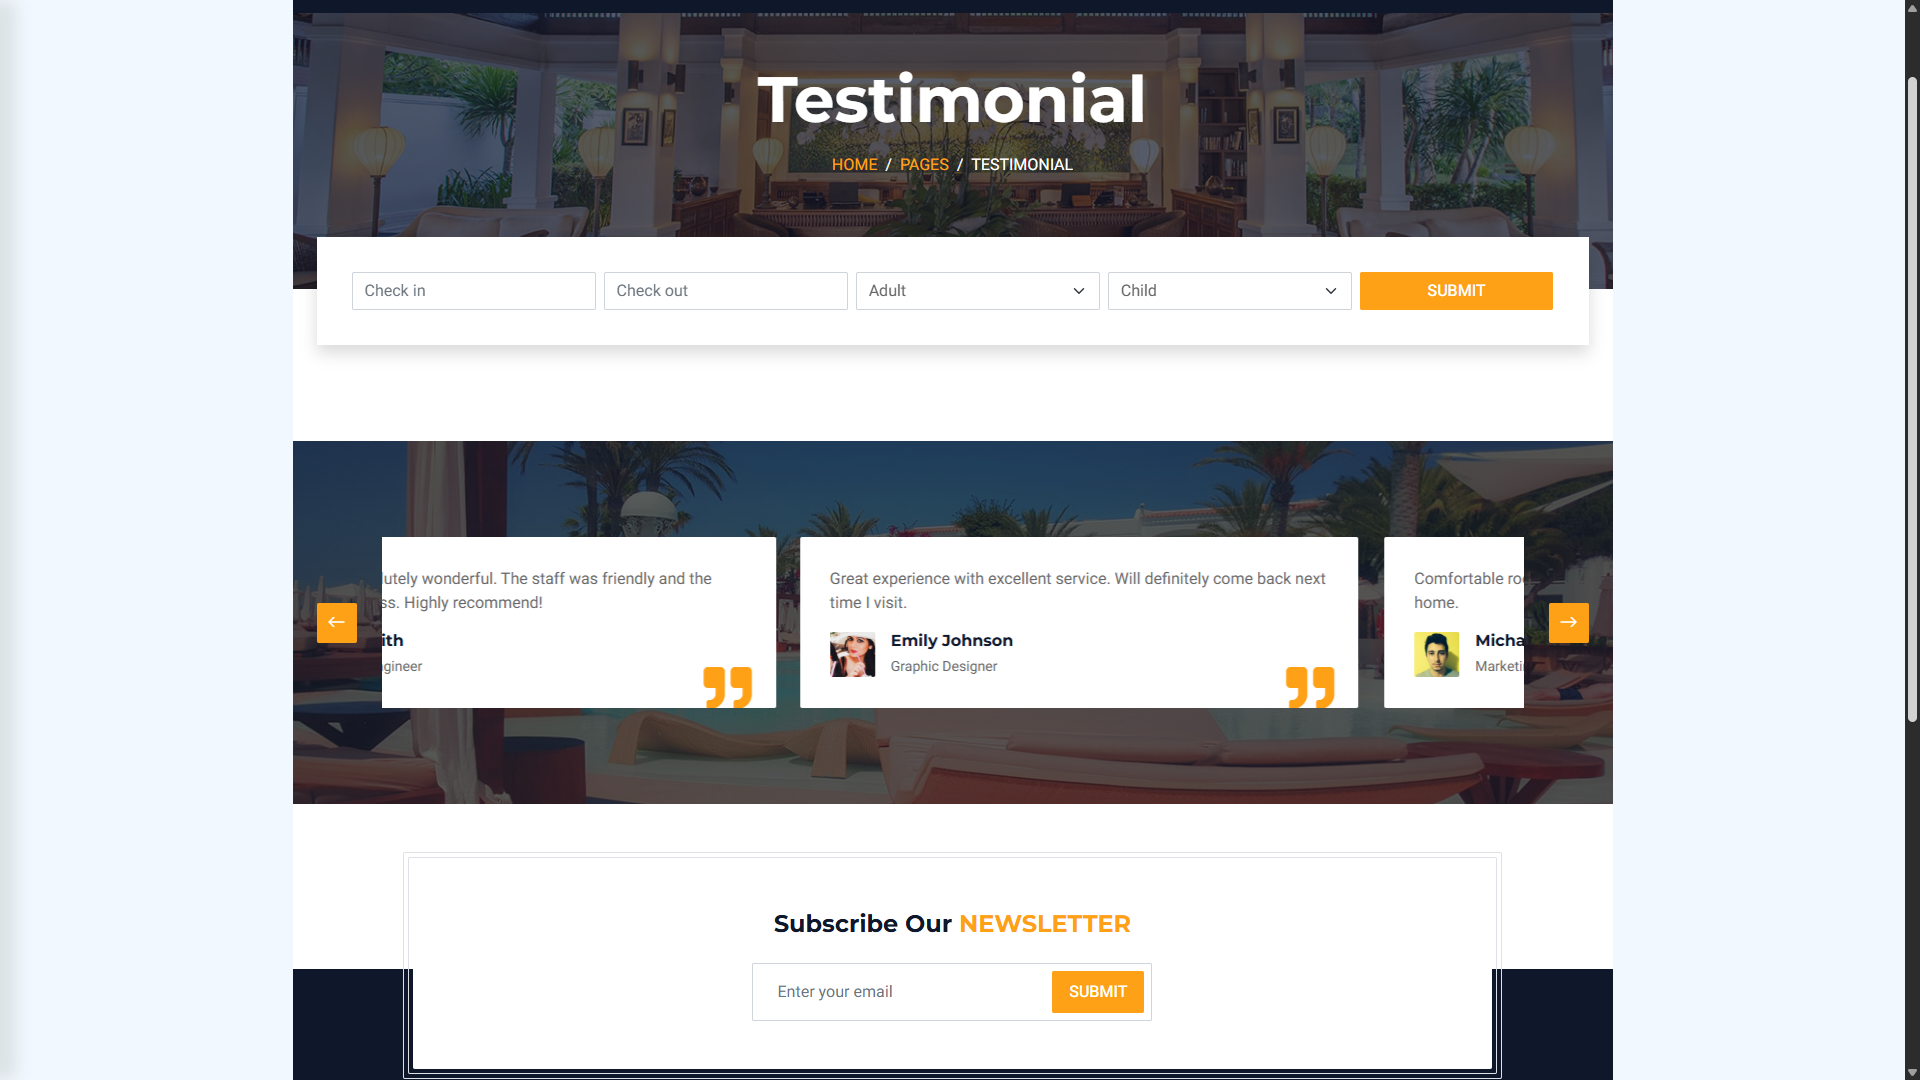 Testimonial
HOME / PAGES / TESTIMONIAL
Check in
Check out
Adult
Child
SUBMIT
lutely wonderful. The staff was friendly and the
ss. Highly recommend!
ith
gineer
Great experience with excellent service. Will definitely come back next
time I visit.
Emily Johnson
Graphic Designer
Comfortable ro
home.
Micha
Marketi
Subscribe Our NEWSLETTER
Enter your email
SUBMIT